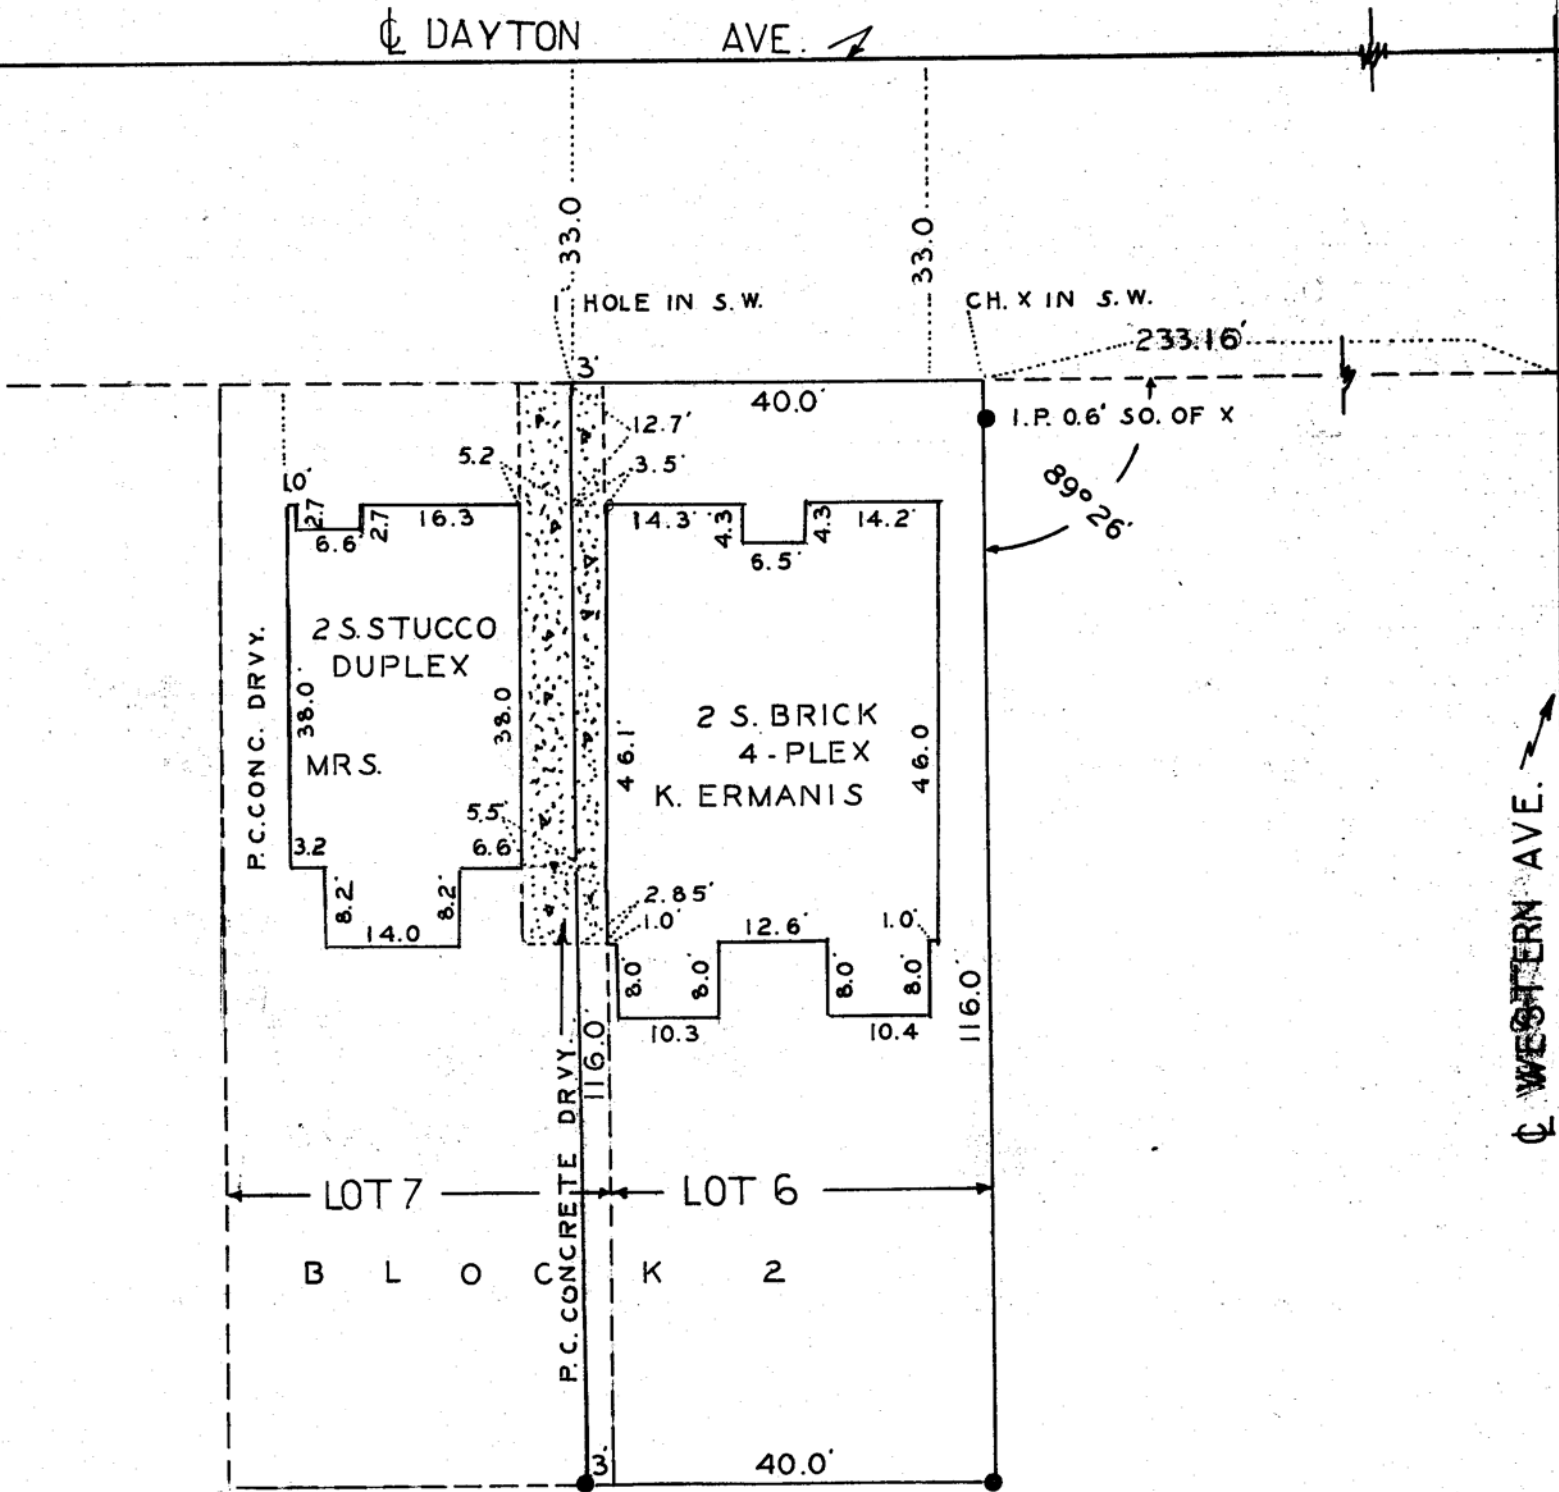 ℄ DAYTON AVE.
33.0
33.0
1 HOLE IN S.W.
CH. X IN S.W.
233.16'
3'
40.0'
I.P. 0.6' SO. OF X
89° 26'
12.7'
5.2
3.5'
1.0'
2.7
6.6'
2.7
16.3
14.3'
4.3
6.5'
4.3
14.2'
2 S. STUCCO
DUPLEX
MRS.
38.0'
38.0
P.C. CONC. DRVY.
2 S. BRICK
4-PLEX
K. ERMANIS
46.1'
46.0
5.5'
3.2
6.6
8.2'
8.2'
14.0
2.85'
1.0'
12.6'
1.0'
8.0'
8.0'
8.0'
8.0'
10.3
10.4
116.0'
116.0'
P.C. CONCRETE DRVY.
℄ WESTERN AVE.
LOT 7
LOT 6
BLOCK 2
3'
40.0'